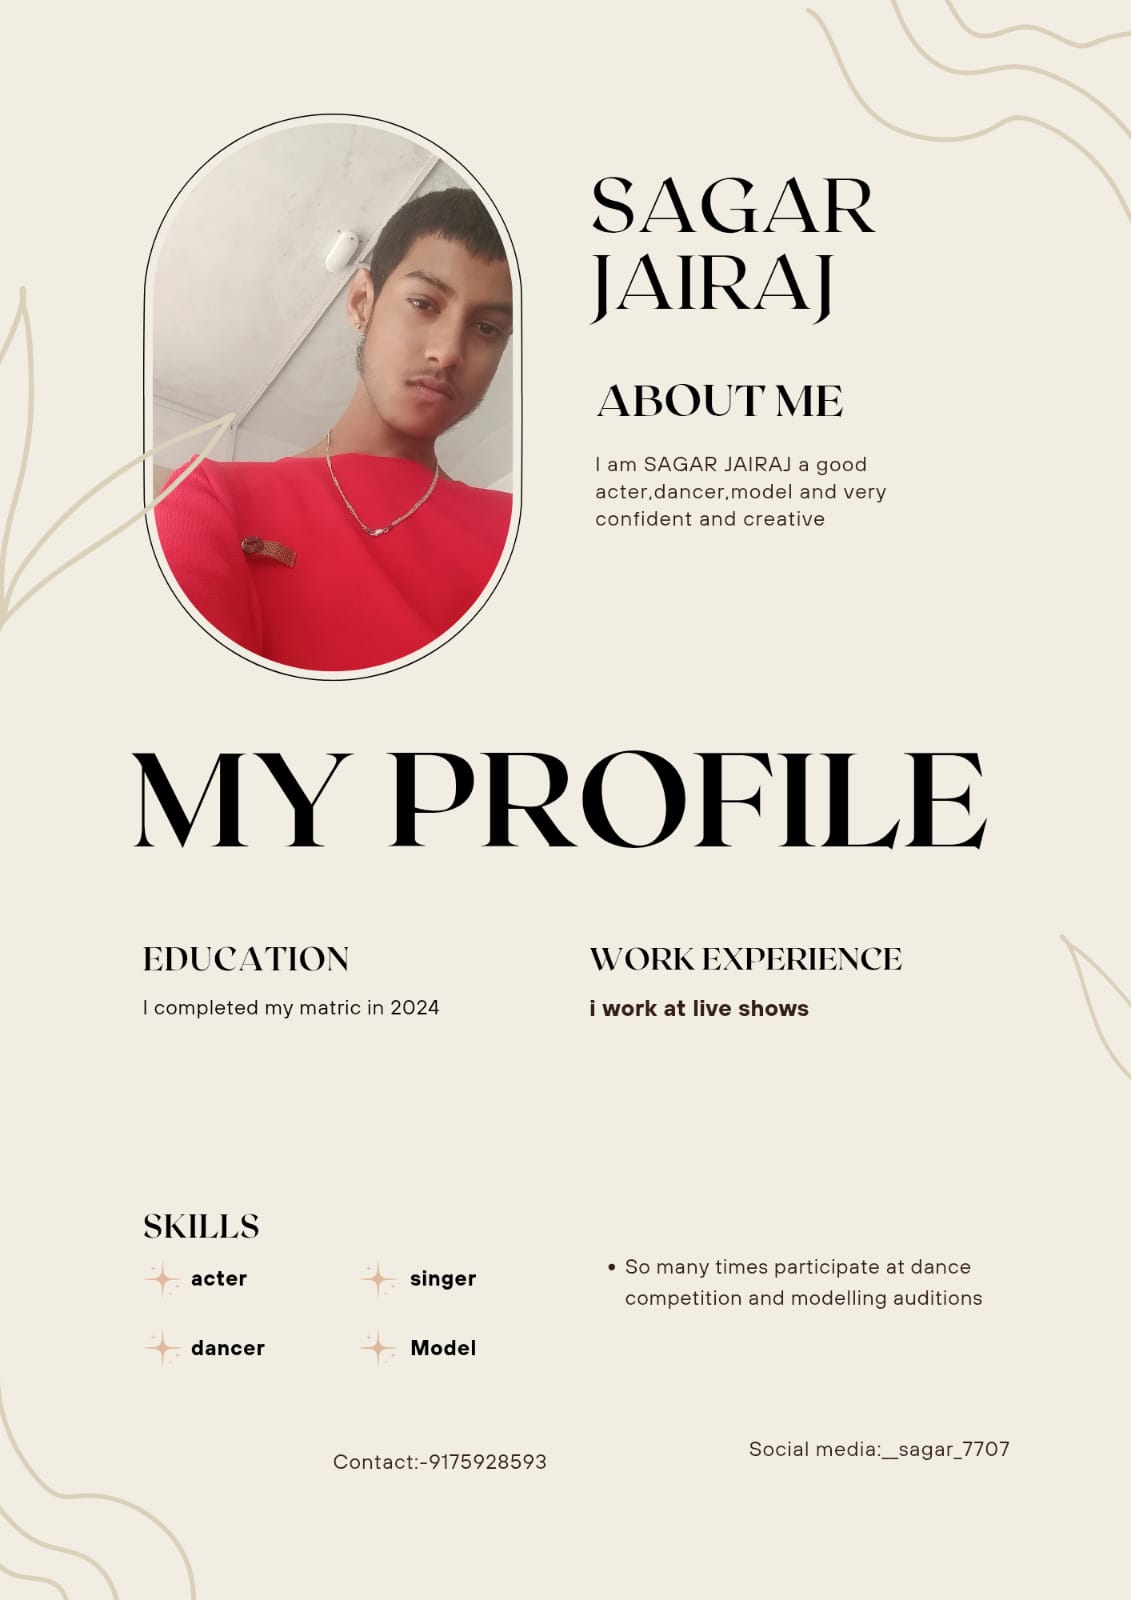 SAGAR
JAIRAJ
ABOUT ME
I am SAGAR JAIRAJ a good
acter,dancer,model and very
confident and creative
MY PROFILE
EDUCATION
I completed my matric in 2024
WORK EXPERIENCE
i work at live shows
SKILLS
acter
singer
dancer
Model
• So many times participate at dance
competition and modelling auditions
Contact:-9175928593
Social media:__sagar_7707